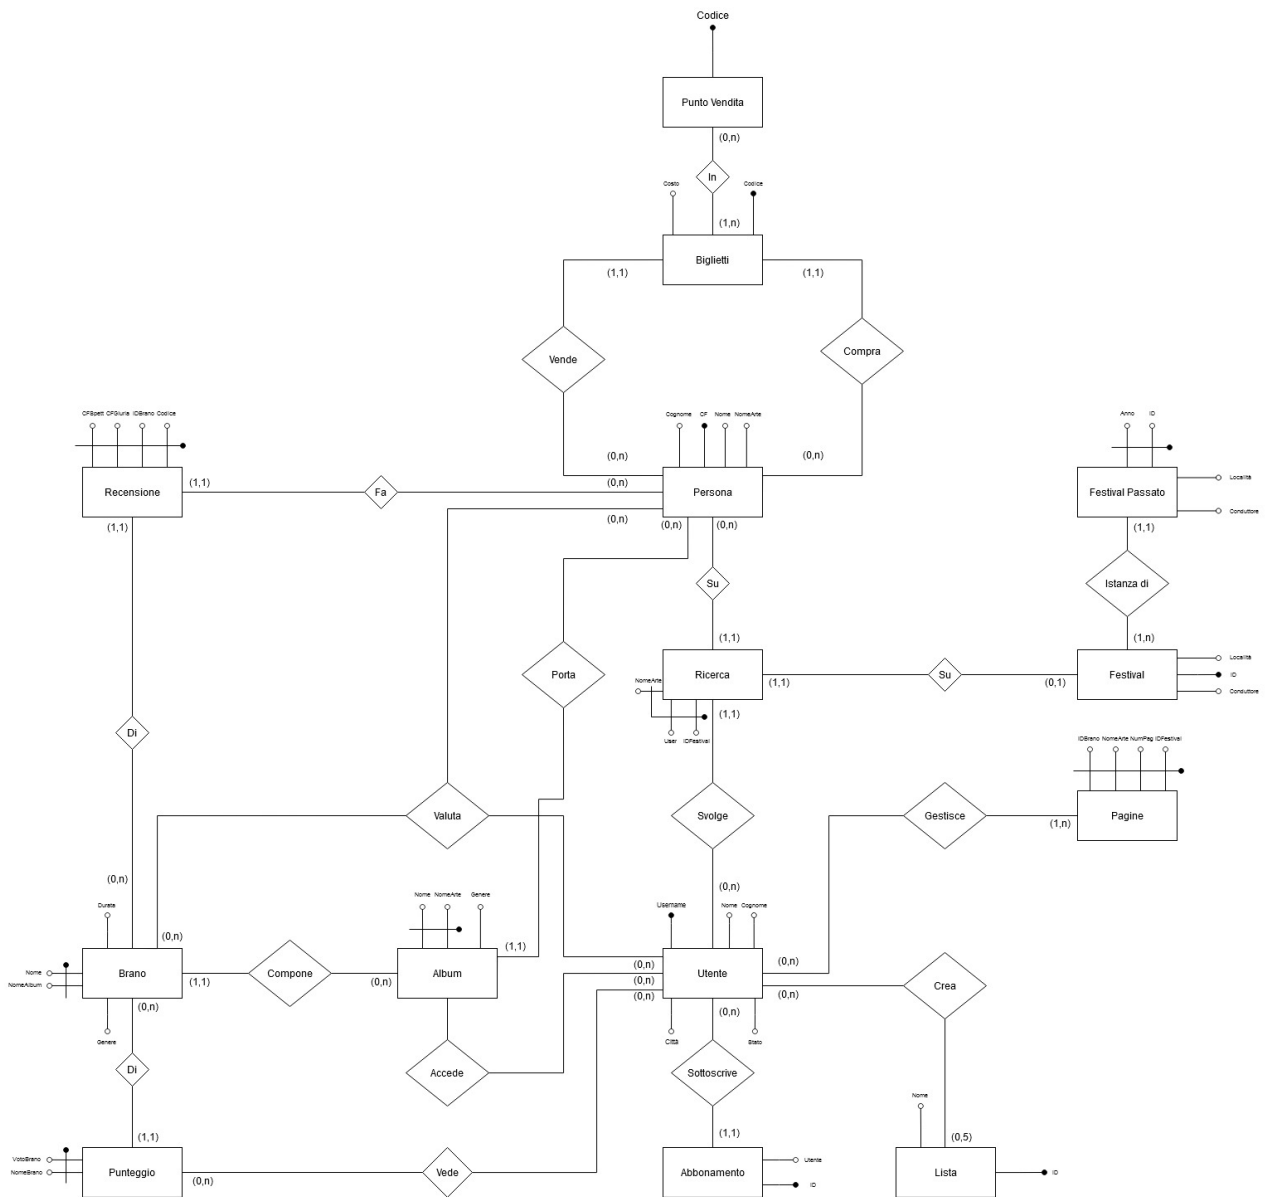 Codice
Punto Vendita
(0,n)
In
Costo
Codice
(1,n)
Biglietti
(1,1)
(1,1)
Vende
Compra
CFSpett CFGiuria IDBrano Codice
Cognome CF Nome NomeArte
Anno ID
(0,n)
(0,n)
Recensione
(1,1)
Fa
(0,n)
Persona
Festival Passato
Località
Conduttore
(1,1)
(0,n)
(0,n)
(0,n)
(1,1)
Su
Istanza di
(1,1)
(1,n)
Porta
Ricerca
(1,1)
Su
(0,1)
Festival
Località
ID
Conduttore
NomeArte
(1,1)
User IDFestival
Di
IDBrano NomeArte NumPag IDFestival
Valuta
Svolge
Gestisce
(1,n)
Pagine
(0,n)
(0,n)
Durata
Nome NomeArte Genere
Username Nome Cognome
(0,n)
(1,1)
(0,n)
(0,n)
Nome
NomeAlbum
Brano
(1,1)
Compone
(0,n)
Album
(0,n)
(0,n)
Utente
(0,n)
Crea
(0,n)
(0,n)
Genere
Città
Stato
Di
Accede
Sottoscrive
Nome
(1,1)
(1,1)
(0,5)
VotoBrano
NomeBrano
Punteggio
(0,n)
Vede
Abbonamento
Utente
ID
Lista
ID